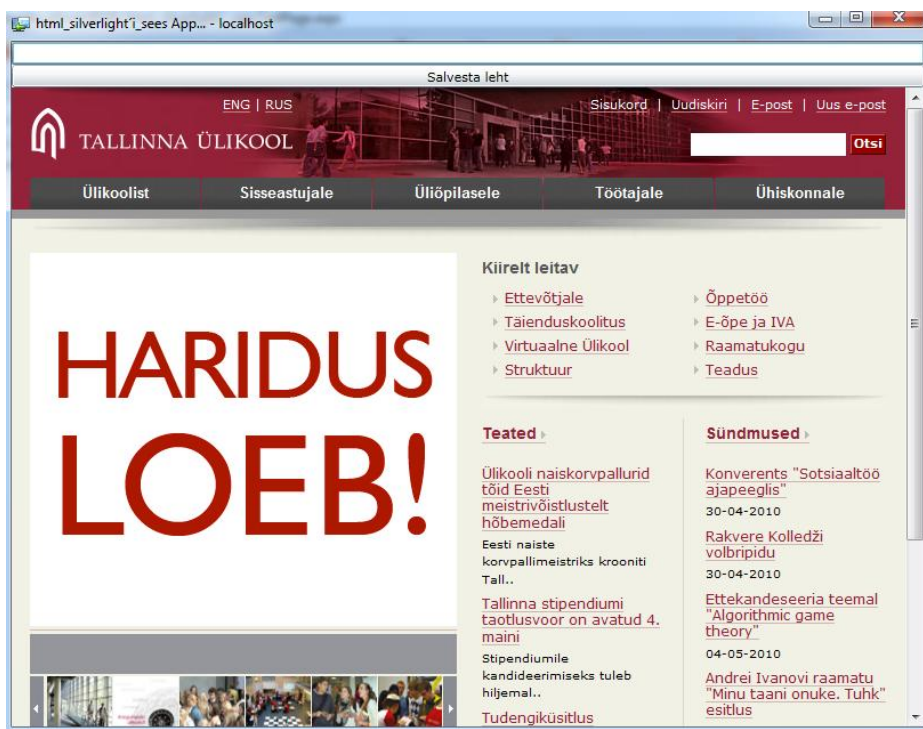 html_silverlight´i_sees App... - localhost
Salvesta leht
ENG | RUS
Sisukord | Uudiskiri | E-post | Uus e-post
TALLINNA ÜLIKOOL
Otsi
Ülikoolist Sisseastujale Üliõpilasele Töötajale Ühiskonnale
HARIDUS
LOEB!
Kiirelt leitav
Ettevõtjale
Täienduskoolitus
Virtuaalne Ülikool
Struktuur
Õppetöö
E-õpe ja IVA
Raamatukogu
Teadus
Teated
Ülikooli naiskorvpallurid
tõid Eesti
meistrivõistlustelt
hõbemedali
Eesti naiste
korvpallimeistriks krooniti
Tall..
Tallinna stipendiumi
taotlusvoor on avatud 4.
maini
Stipendiumile
kandideerimiseks tuleb
hiljemal..
Tudengiküsitlus
Sündmused
Konverents "Sotsiaaltöö
ajapeeglis"
30-04-2010
Rakvere Kolledži
volbripidu
30-04-2010
Ettekandeseeria teemal
"Algorithmic game
theory"
04-05-2010
Andrei Ivanovi raamatu
"Minu taani onuke. Tuhk"
esitlus